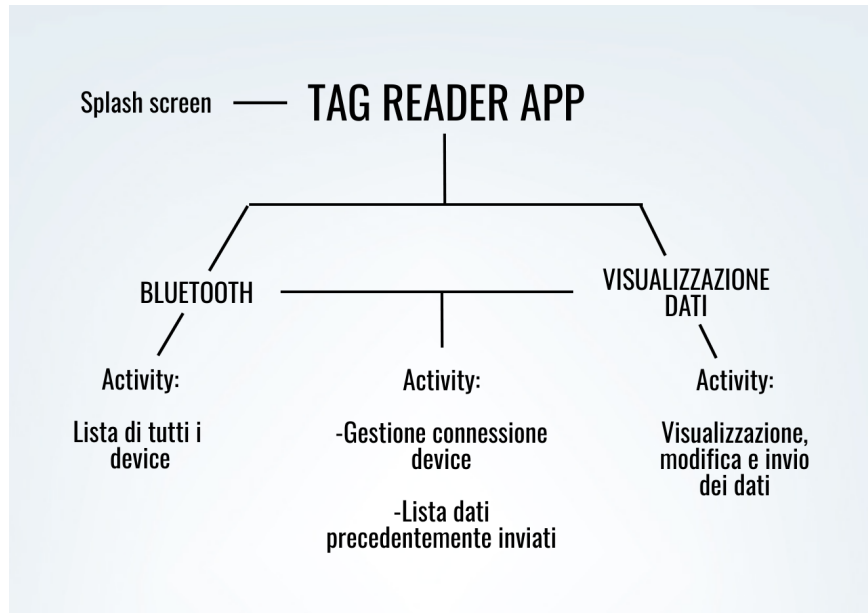 Splash screen
TAG READER APP
BLUETOOTH
VISUALIZZAZIONE
DATI
Activity:
Lista di tutti i
device
Activity:
-Gestione connessione
device
-Lista dati
precedentemente inviati
Activity:
Visualizzazione,
modifica e invio
dei dati